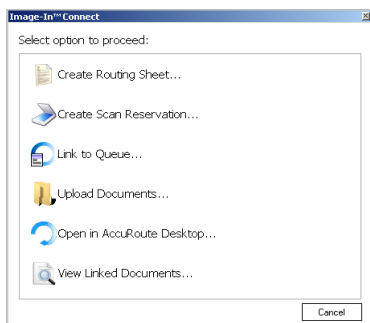 Image-In™ Connect
Select option to proceed:
Create Routing Sheet...
Create Scan Reservation...
Link to Queue...
Upload Documents...
Open in AccuRoute Desktop...
View Linked Documents...
Cancel